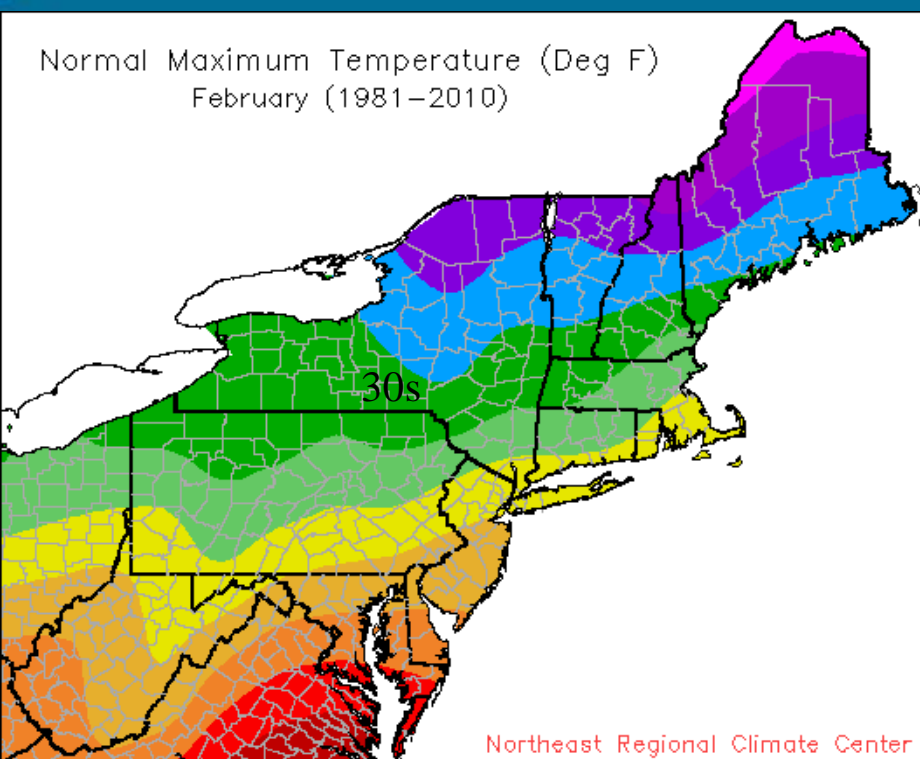 Normal Maximum Temperature (Deg F)
February (1981-2010)
30s
Northeast Regional Climate Center